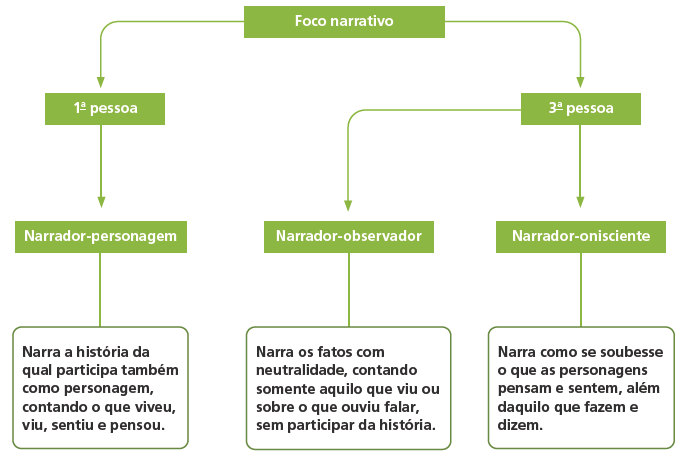 Foco narrativo
1ª pessoa
3ª pessoa
Narrador-personagem
Narrador-observador
Narrador-onisciente
Narra a história da
qual participa também
como personagem,
contando o que viveu,
viu, sentiu e pensou.
Narra os fatos com
neutralidade, contando
somente aquilo que viu ou
sobre o que ouviu falar,
sem participar da história.
Narra como se soubesse
o que as personagens
pensam e sentem, além
daquilo que fazem e
dizem.